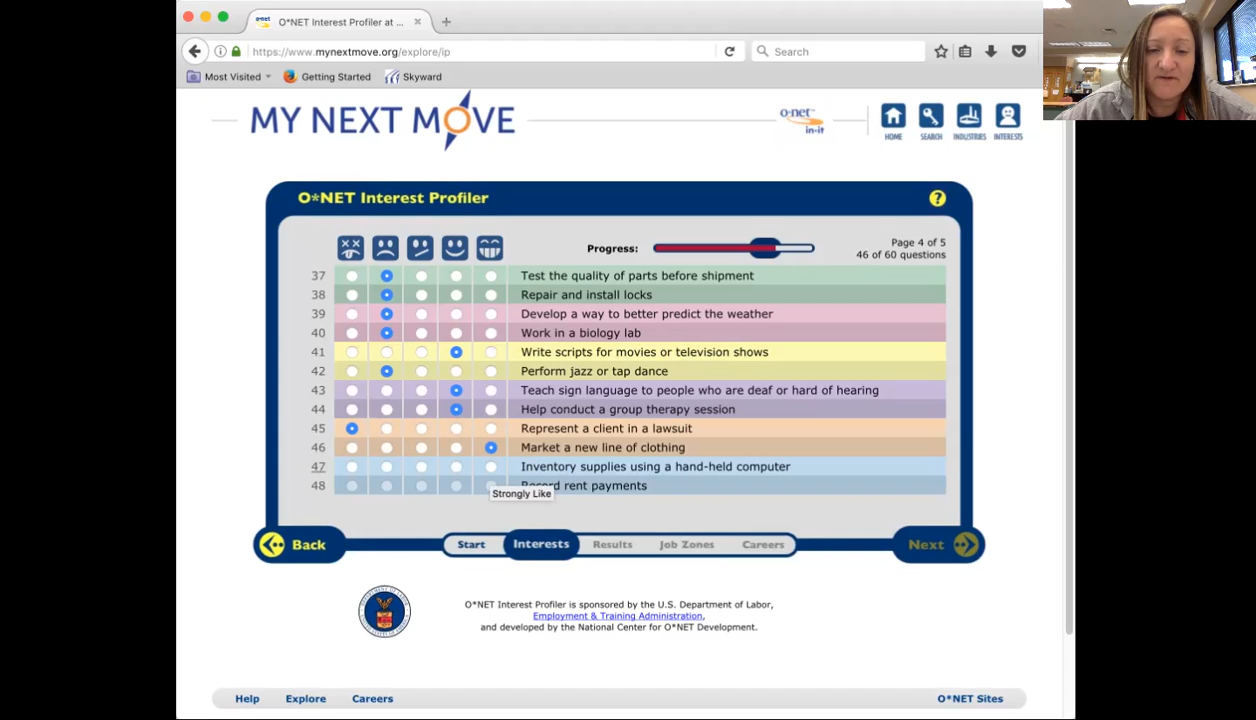 O*NET Interest Profiler at ...
https://www.mynextmove.org/explore/ip
Search
Most Visited
Getting Started
Skyward
MY NEXT MOVE
o·net™
in-it
HOME
SEARCH
INDUSTRIES
INTERESTS
O*NET Interest Profiler
?
Progress:
Page 4 of 5
46 of 60 questions
37 Test the quality of parts before shipment
38 Repair and install locks
39 Develop a way to better predict the weather
40 Work in a biology lab
41 Write scripts for movies or television shows
42 Perform jazz or tap dance
43 Teach sign language to people who are deaf or hard of hearing
44 Help conduct a group therapy session
45 Represent a client in a lawsuit
46 Market a new line of clothing
47 Inventory supplies using a hand-held computer
48 Record rent payments
Strongly Like
Back
Start
Interests
Results
Job Zones
Careers
Next
O*NET Interest Profiler is sponsored by the U.S. Department of Labor,
Employment & Training Administration,
and developed by the National Center for O*NET Development.
Help
Explore
Careers
O*NET Sites